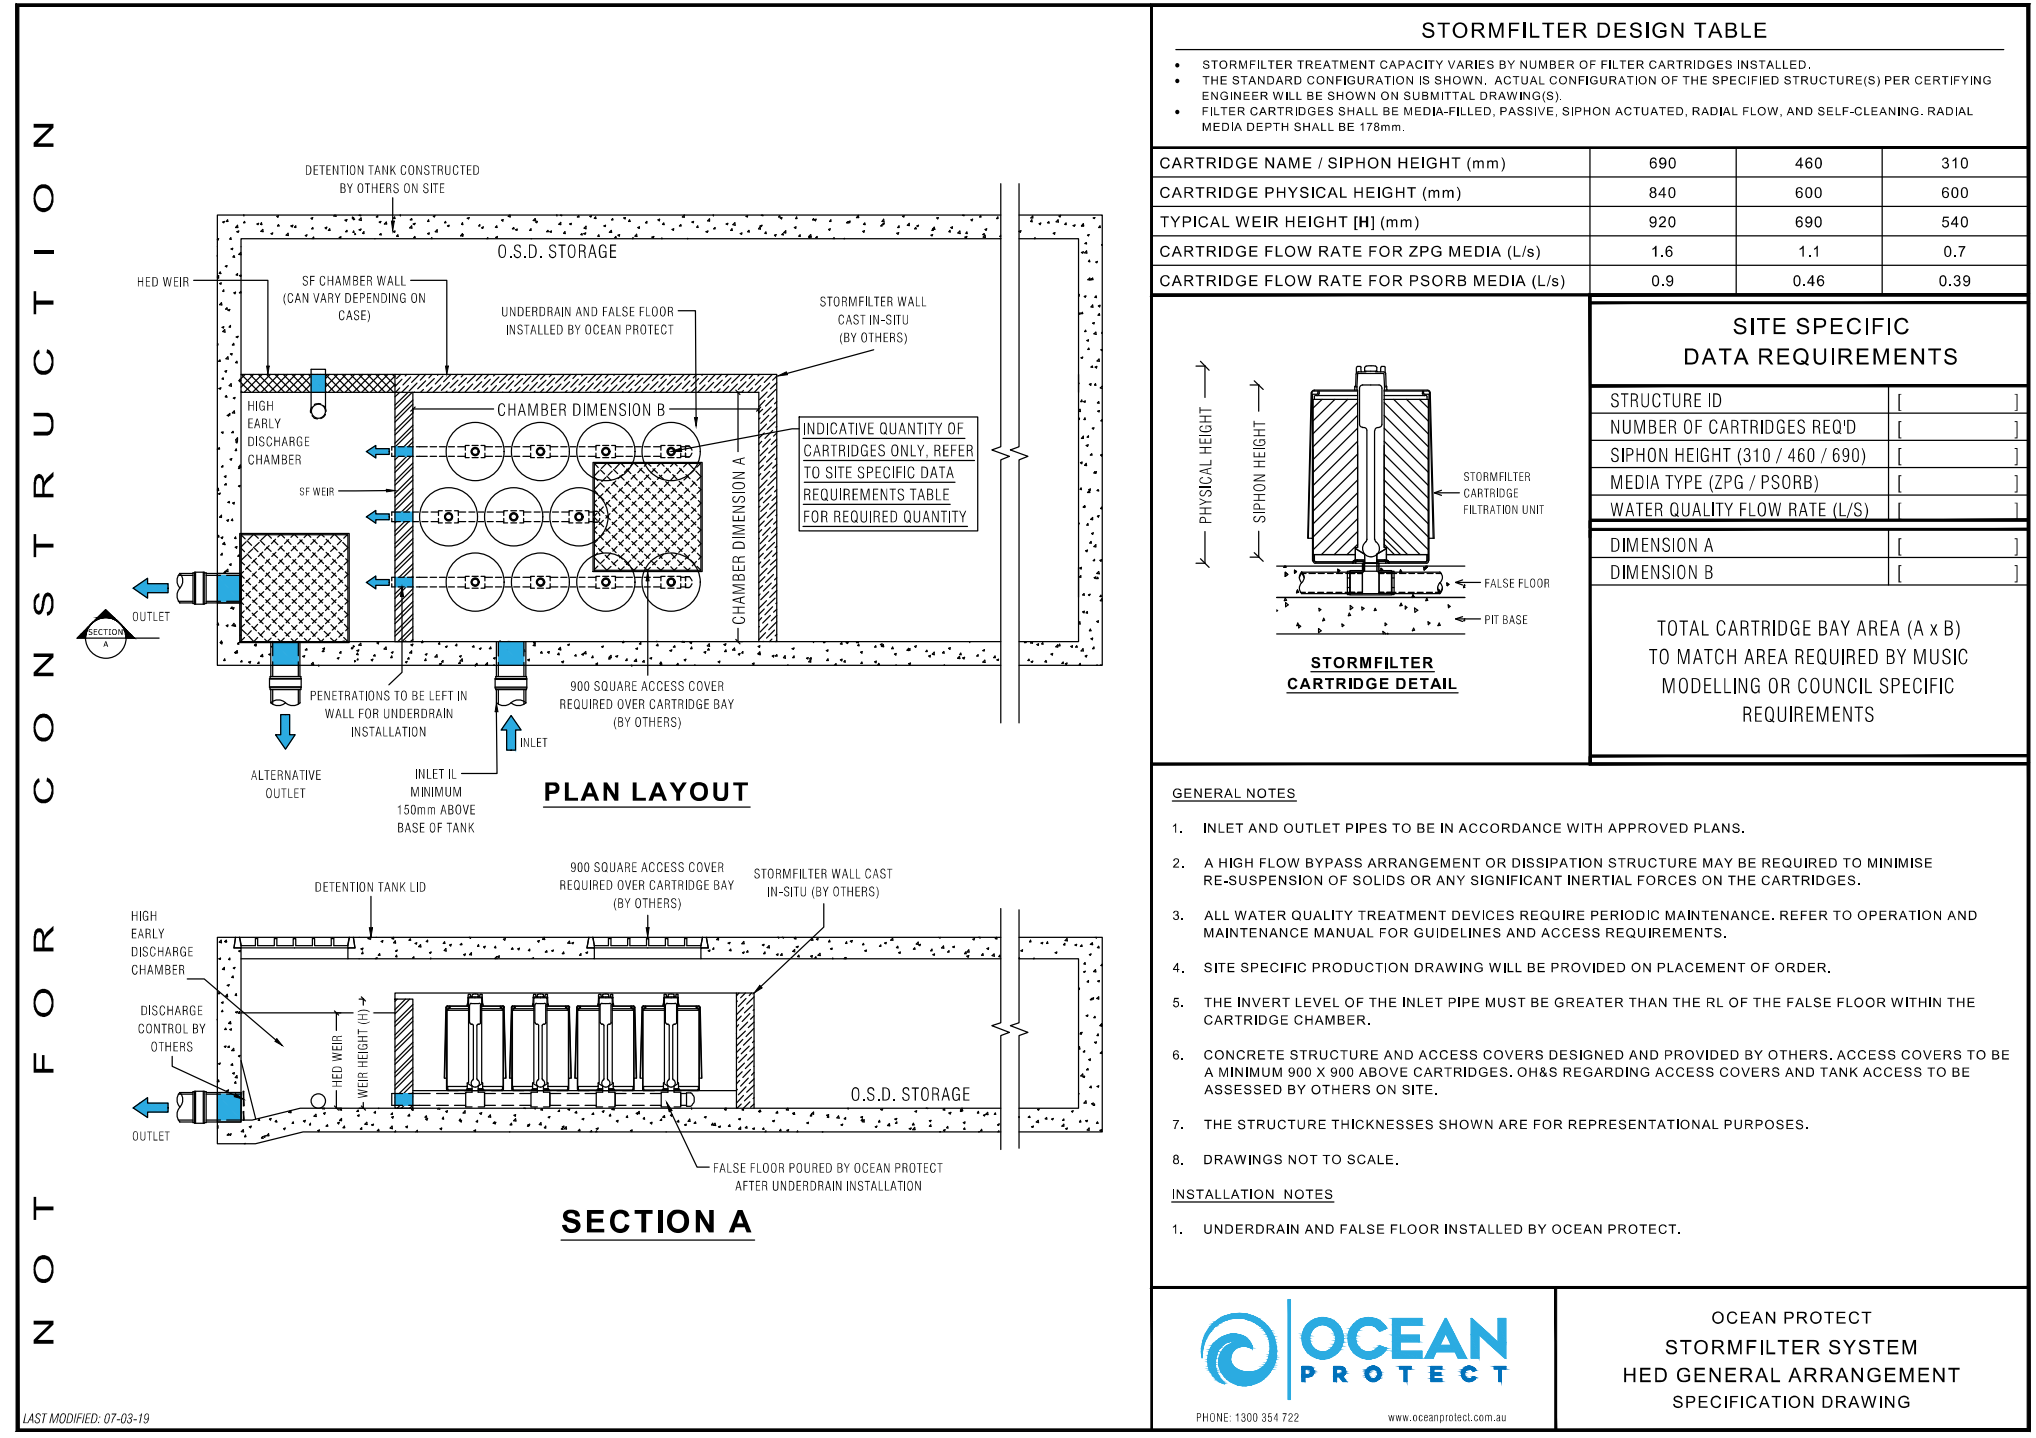 NOT FOR CONSTRUCTION
DETENTION TANK CONSTRUCTED
BY OTHERS ON SITE
O.S.D. STORAGE
HED WEIR
SF CHAMBER WALL
(CAN VARY DEPENDING ON
CASE)
UNDERDRAIN AND FALSE FLOOR
INSTALLED BY OCEAN PROTECT
STORMFILTER WALL
CAST IN-SITU
(BY OTHERS)
HIGH
EARLY
DISCHARGE
CHAMBER
CHAMBER DIMENSION B
CHAMBER DIMENSION A
INDICATIVE QUANTITY OF
CARTRIDGES ONLY, REFER
TO SITE SPECIFIC DATA
REQUIREMENTS TABLE
FOR REQUIRED QUANTITY
SF WEIR
OUTLET
SECTION
A
PENETRATIONS TO BE LEFT IN
WALL FOR UNDERDRAIN
INSTALLATION
900 SQUARE ACCESS COVER
REQUIRED OVER CARTRIDGE BAY
(BY OTHERS)
INLET
ALTERNATIVE
OUTLET
INLET IL
MINIMUM
150mm ABOVE
BASE OF TANK
PLAN LAYOUT
DETENTION TANK LID
900 SQUARE ACCESS COVER
REQUIRED OVER CARTRIDGE BAY
(BY OTHERS)
STORMFILTER WALL CAST
IN-SITU (BY OTHERS)
HIGH
EARLY
DISCHARGE
CHAMBER
DISCHARGE
CONTROL BY
OTHERS
HED WEIR
WEIR HEIGHT (H)
O.S.D. STORAGE
OUTLET
FALSE FLOOR POURED BY OCEAN PROTECT
AFTER UNDERDRAIN INSTALLATION
SECTION A
LAST MODIFIED: 07-03-19
STORMFILTER DESIGN TABLE
• STORMFILTER TREATMENT CAPACITY VARIES BY NUMBER OF FILTER CARTRIDGES INSTALLED.
• THE STANDARD CONFIGURATION IS SHOWN. ACTUAL CONFIGURATION OF THE SPECIFIED STRUCTURE(S) PER CERTIFYING
ENGINEER WILL BE SHOWN ON SUBMITTAL DRAWING(S).
• FILTER CARTRIDGES SHALL BE MEDIA-FILLED, PASSIVE, SIPHON ACTUATED, RADIAL FLOW, AND SELF-CLEANING. RADIAL
MEDIA DEPTH SHALL BE 178mm.
CARTRIDGE NAME / SIPHON HEIGHT (mm) 690 460 310
CARTRIDGE PHYSICAL HEIGHT (mm) 840 600 600
TYPICAL WEIR HEIGHT [H] (mm) 920 690 540
CARTRIDGE FLOW RATE FOR ZPG MEDIA (L/s) 1.6 1.1 0.7
CARTRIDGE FLOW RATE FOR PSORB MEDIA (L/s) 0.9 0.46 0.39
PHYSICAL HEIGHT
SIPHON HEIGHT
STORMFILTER
CARTRIDGE
FILTRATION UNIT
FALSE FLOOR
PIT BASE
STORMFILTER
CARTRIDGE DETAIL
SITE SPECIFIC
DATA REQUIREMENTS
STRUCTURE ID [ ]
NUMBER OF CARTRIDGES REQ'D [ ]
SIPHON HEIGHT (310 / 460 / 690) [ ]
MEDIA TYPE (ZPG / PSORB) [ ]
WATER QUALITY FLOW RATE (L/S) [ ]
DIMENSION A [ ]
DIMENSION B [ ]
TOTAL CARTRIDGE BAY AREA (A x B)
TO MATCH AREA REQUIRED BY MUSIC
MODELLING OR COUNCIL SPECIFIC
REQUIREMENTS
GENERAL NOTES
1. INLET AND OUTLET PIPES TO BE IN ACCORDANCE WITH APPROVED PLANS.
2. A HIGH FLOW BYPASS ARRANGEMENT OR DISSIPATION STRUCTURE MAY BE REQUIRED TO MINIMISE
RE-SUSPENSION OF SOLIDS OR ANY SIGNIFICANT INERTIAL FORCES ON THE CARTRIDGES.
3. ALL WATER QUALITY TREATMENT DEVICES REQUIRE PERIODIC MAINTENANCE. REFER TO OPERATION AND
MAINTENANCE MANUAL FOR GUIDELINES AND ACCESS REQUIREMENTS.
4. SITE SPECIFIC PRODUCTION DRAWING WILL BE PROVIDED ON PLACEMENT OF ORDER.
5. THE INVERT LEVEL OF THE INLET PIPE MUST BE GREATER THAN THE RL OF THE FALSE FLOOR WITHIN THE
CARTRIDGE CHAMBER.
6. CONCRETE STRUCTURE AND ACCESS COVERS DESIGNED AND PROVIDED BY OTHERS. ACCESS COVERS TO BE
A MINIMUM 900 X 900 ABOVE CARTRIDGES. OH&S REGARDING ACCESS COVERS AND TANK ACCESS TO BE
ASSESSED BY OTHERS ON SITE.
7. THE STRUCTURE THICKNESSES SHOWN ARE FOR REPRESENTATIONAL PURPOSES.
8. DRAWINGS NOT TO SCALE.
INSTALLATION NOTES
1. UNDERDRAIN AND FALSE FLOOR INSTALLED BY OCEAN PROTECT.
OCEAN
PROTECT
PHONE: 1300 354 722 www.oceanprotect.com.au
OCEAN PROTECT
STORMFILTER SYSTEM
HED GENERAL ARRANGEMENT
SPECIFICATION DRAWING